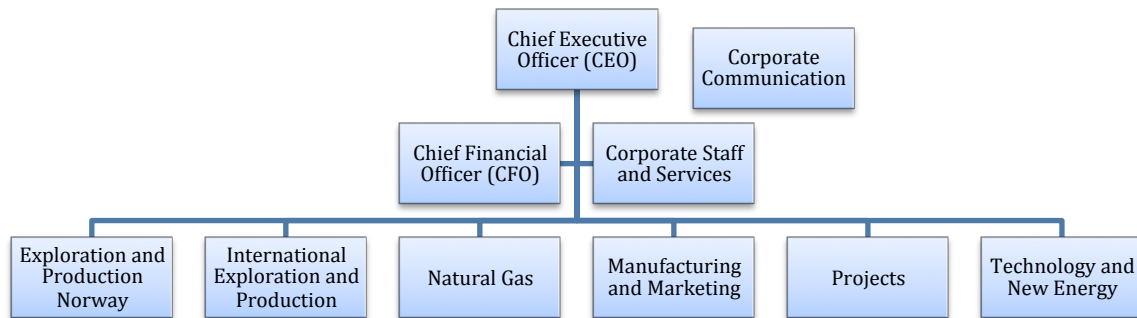 Chief Executive
Officer (CEO)
Corporate
Communication
Chief Financial
Officer (CFO)
Corporate Staff
and Services
Exploration and
Production
Norway
International
Exploration and
Production
Natural Gas
Manufacturing
and Marketing
Projects
Technology and
New Energy